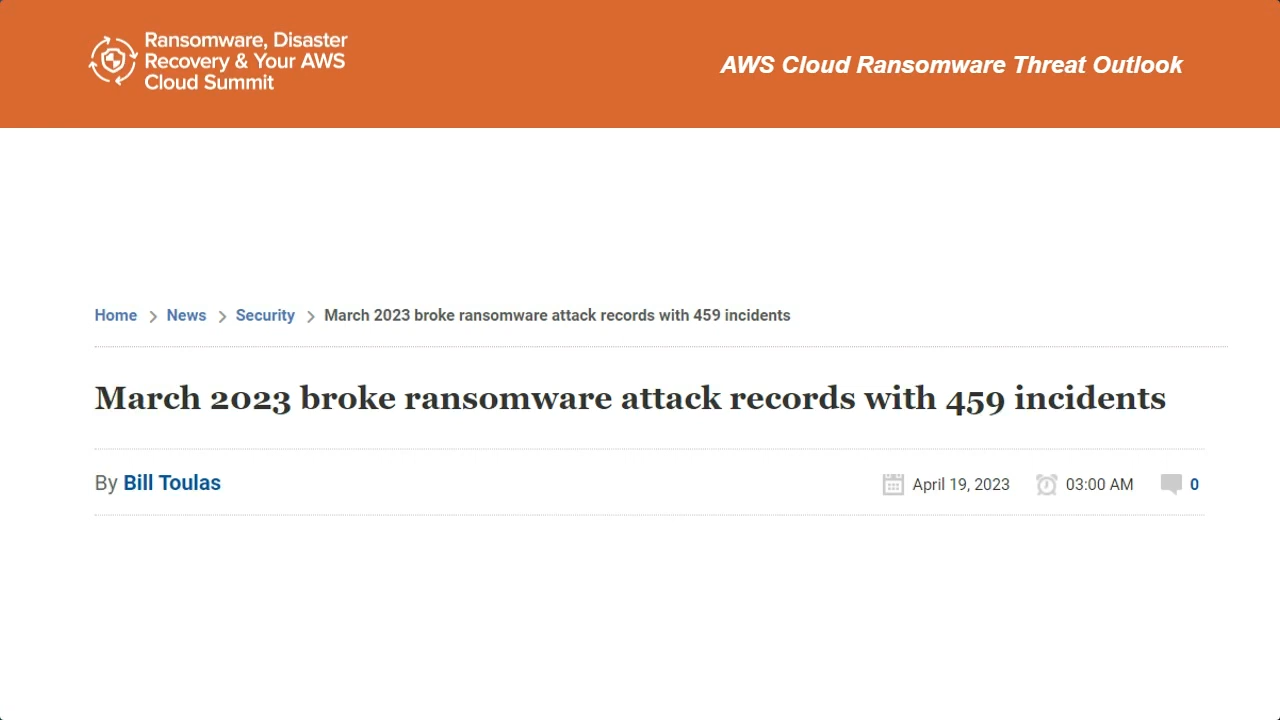 Ransomware, Disaster
Recovery & Your AWS
Cloud Summit
AWS Cloud Ransomware Threat Outlook
Home > News > Security > March 2023 broke ransomware attack records with 459 incidents
March 2023 broke ransomware attack records with 459 incidents
By Bill Toulas April 19, 2023 03:00 AM 0